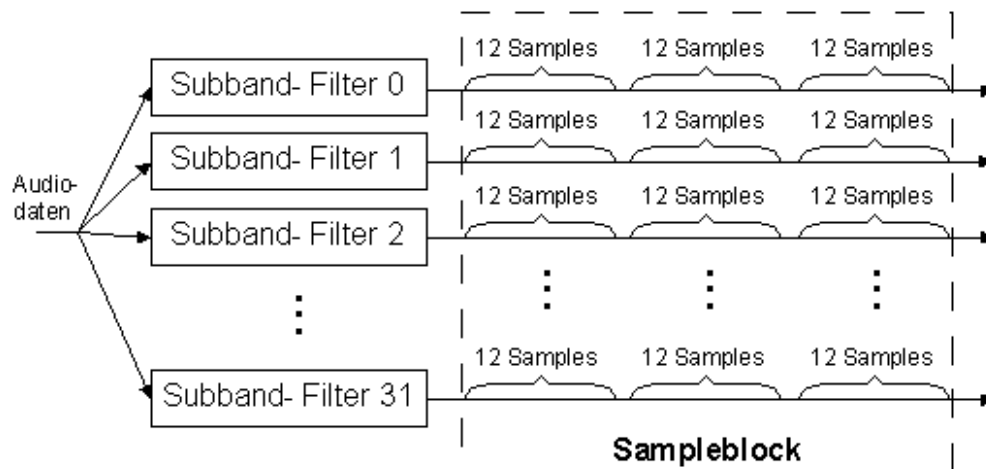 12 Samples 12 Samples 12 Samples
Subband- Filter 0
12 Samples 12 Samples 12 Samples
Subband- Filter 1
Audio-
daten
12 Samples 12 Samples 12 Samples
Subband- Filter 2
12 Samples 12 Samples 12 Samples
Subband- Filter 31
Sampleblock